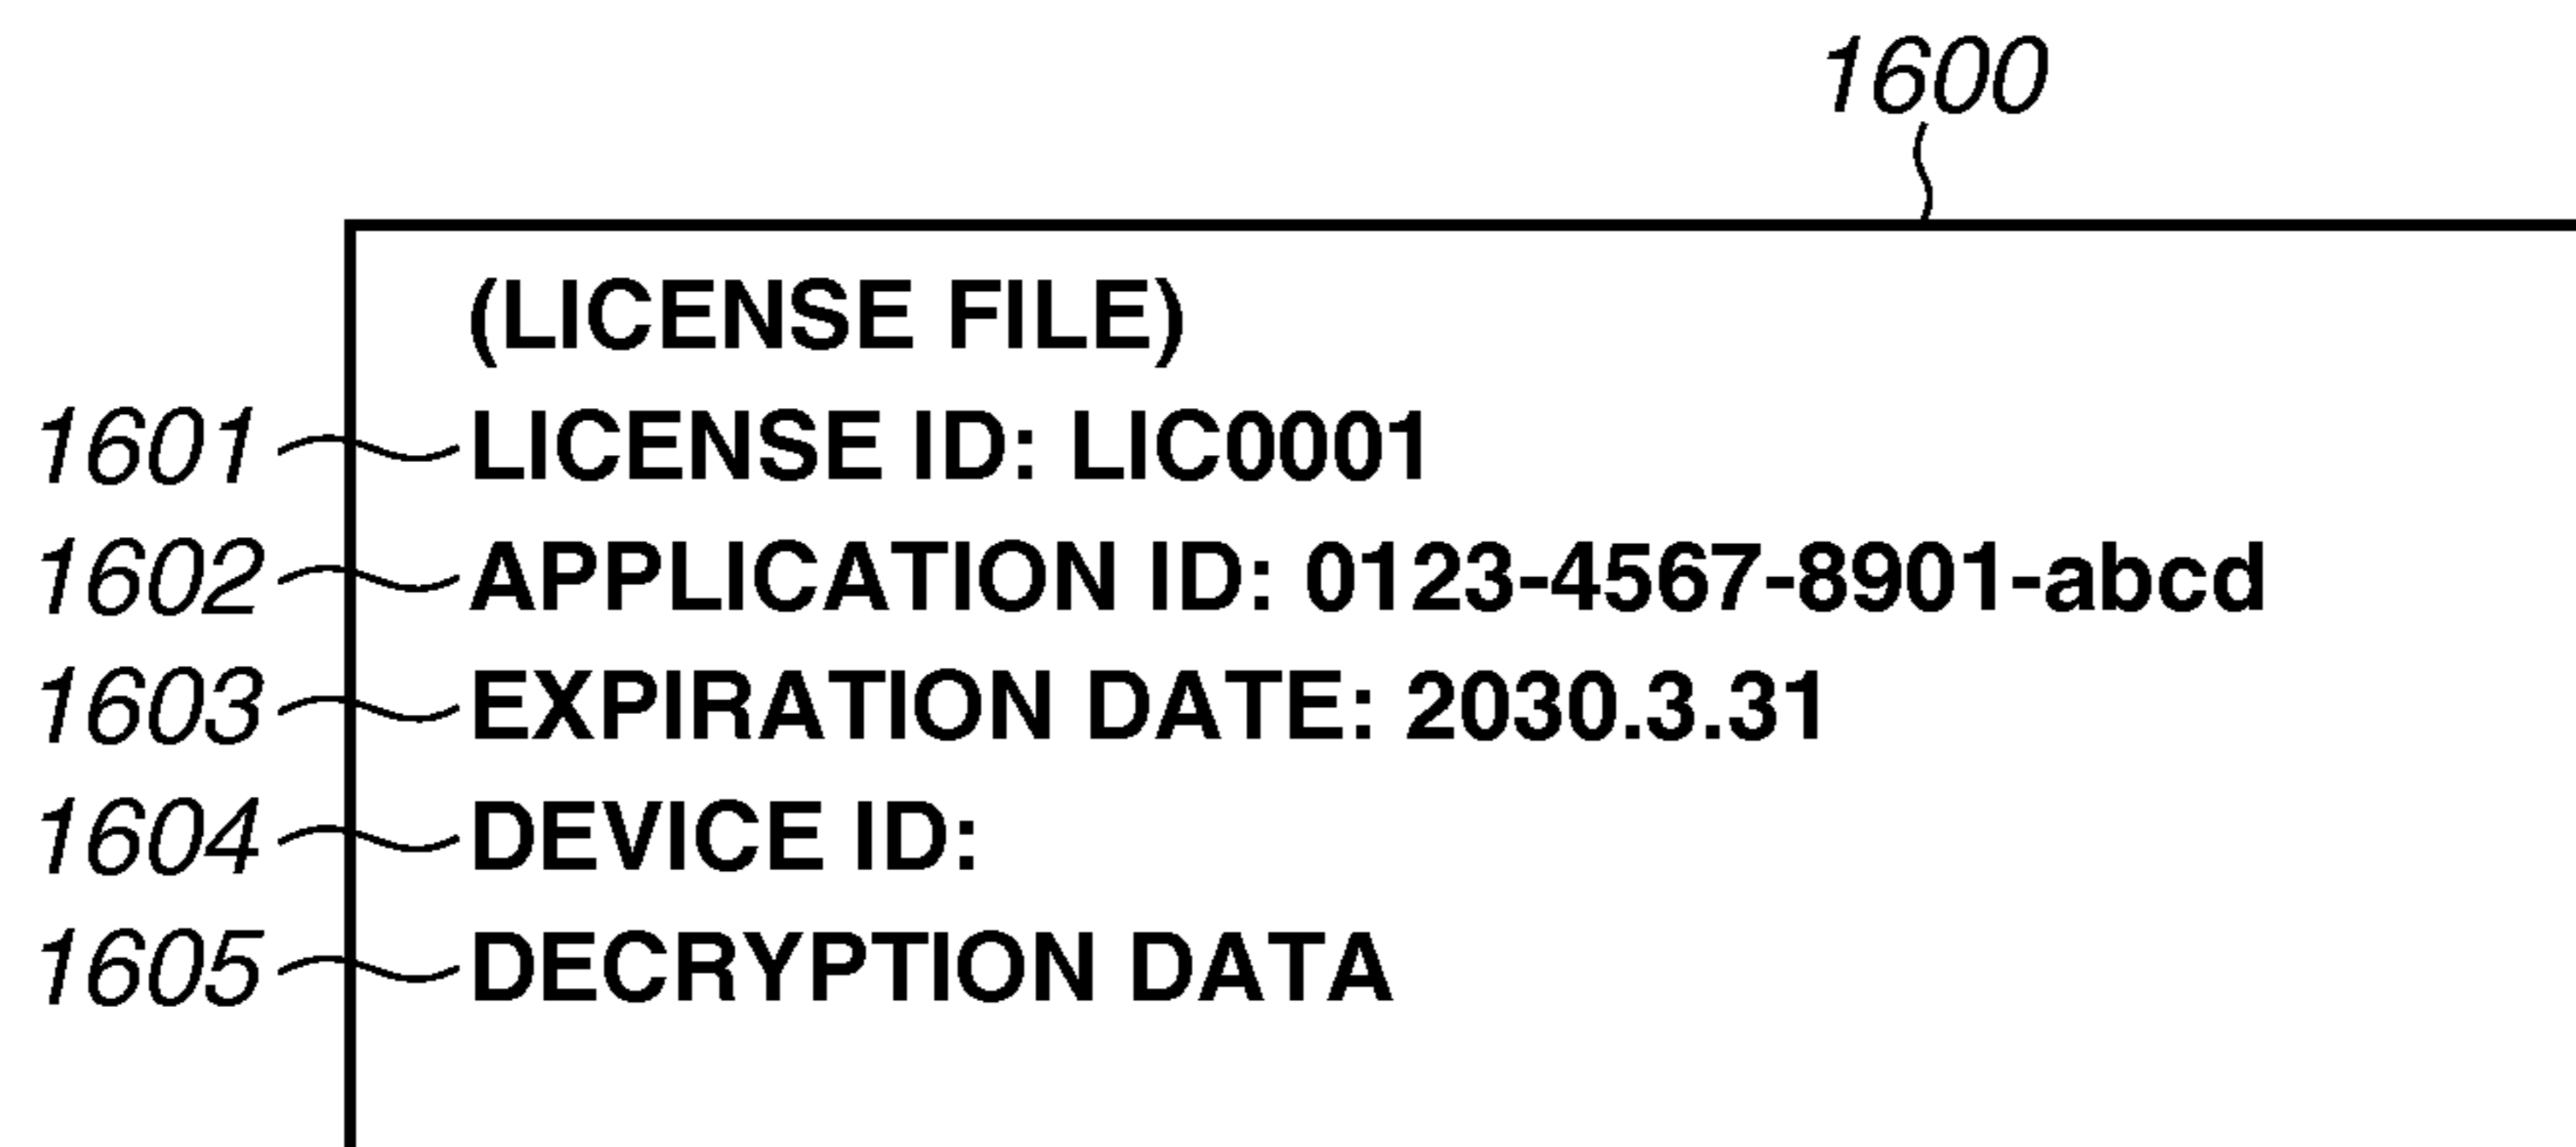 1600
(LICENSE FILE)
1601 LICENSE ID: LIC0001
1602 APPLICATION ID: 0123-4567-8901-abcd
1603 EXPIRATION DATE: 2030.3.31
1604 DEVICE ID:
1605 DECRYPTION DATA